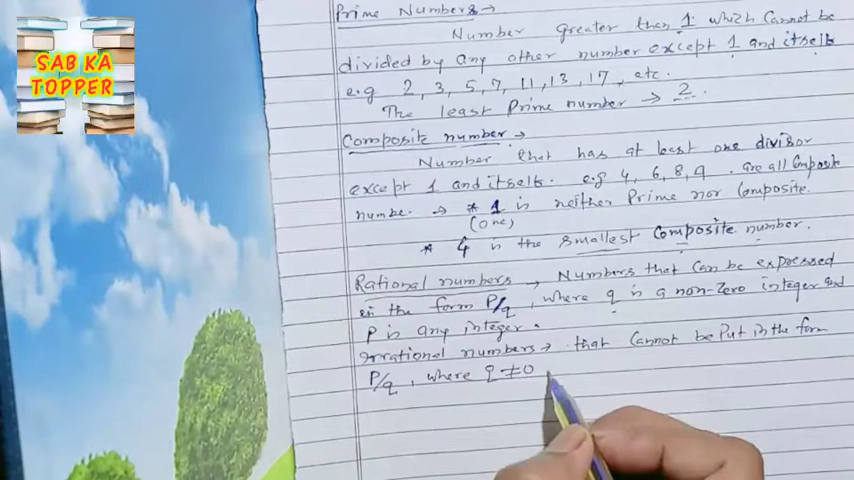 SAB KA
TOPPER
Prime Numbers →
Number greater then 1 which Cannot be
divided by any other number except 1 and itself
e.g 2, 3, 5, 7, 11, 13, 17, etc.
The least Prime number → 2.
Composite number →
Number that has at least one divisor
except 1 and itself. e.g 4, 6, 8, 9. are all Composite
numbe. → * 1 is neither Prime nor Composite.
(One)
* 4 is the smallest Composite number.
Rational numbers → Numbers that can be expressed
in the form P/q, where q is a non-zero integer and
P is any integer.
Irrational numbers → that Cannot be Put in the form
P/q, where q ≠ 0